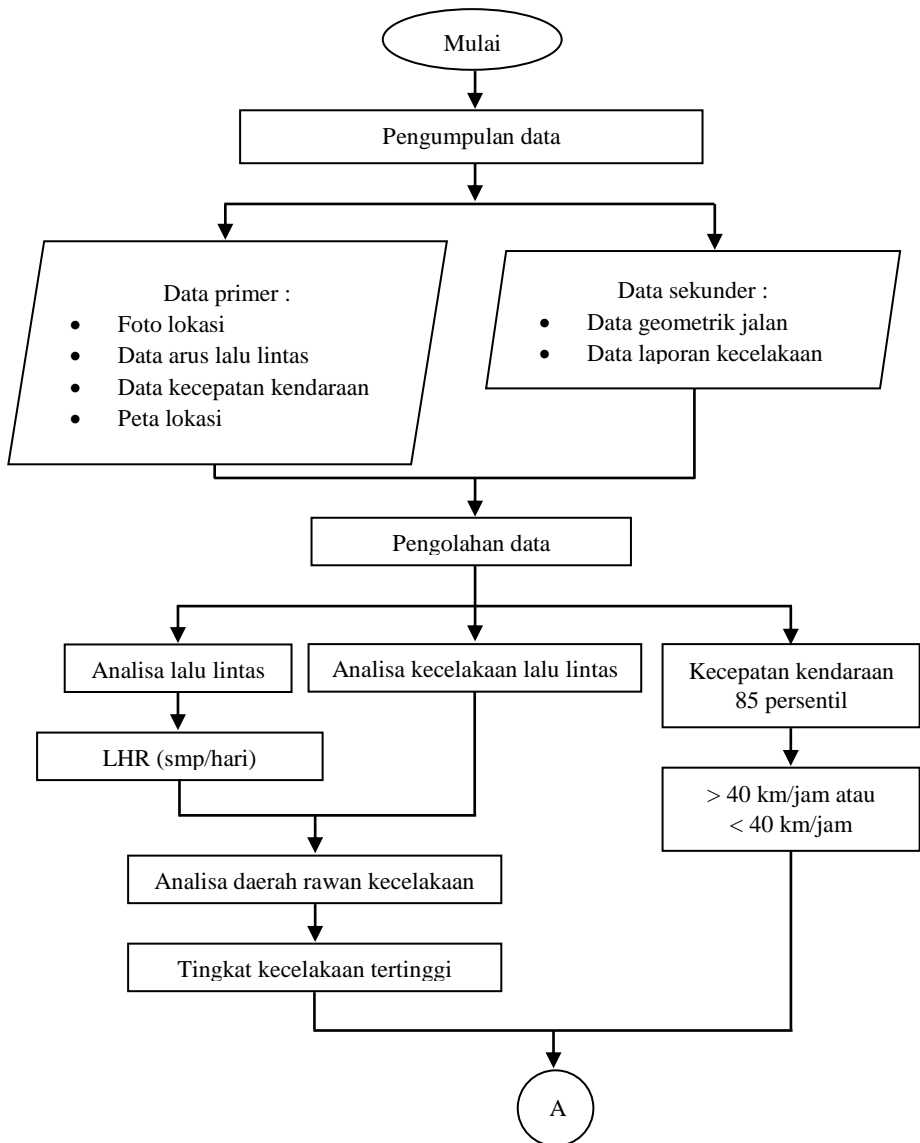 Mulai
Pengumpulan data
Data primer :
• Foto lokasi
• Data arus lalu lintas
• Data kecepatan kendaraan
• Peta lokasi
Data sekunder :
• Data geometrik jalan
• Data laporan kecelakaan
Pengolahan data
Analisa lalu lintas
Analisa kecelakaan lalu lintas
Kecepatan kendaraan
85 persentil
LHR (smp/hari)
> 40 km/jam atau
< 40 km/jam
Analisa daerah rawan kecelakaan
Tingkat kecelakaan tertinggi
A